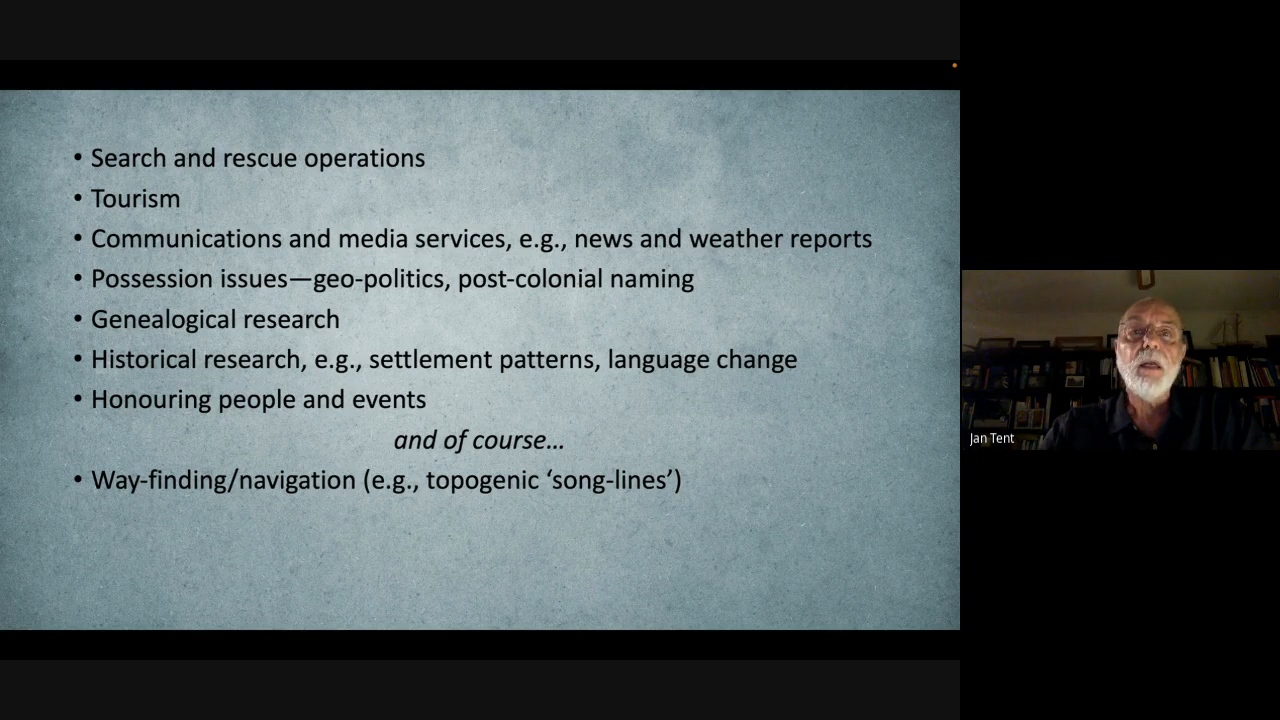 • Search and rescue operations
• Tourism
• Communications and media services, e.g., news and weather reports
• Possession issues—geo-politics, post-colonial naming
• Genealogical research
• Historical research, e.g., settlement patterns, language change
• Honouring people and events
and of course…
• Way-finding/navigation (e.g., topogenic ‘song-lines’)
Jan Tent